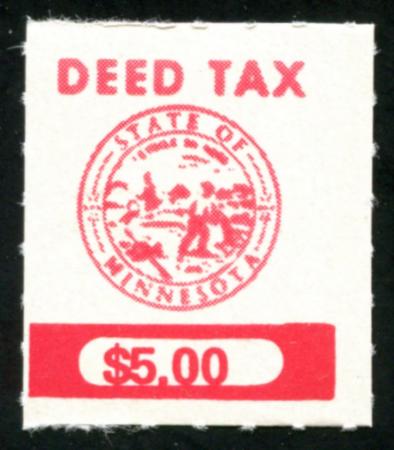 DEED TAX
STATE OF
MINNESOTA
$5.00